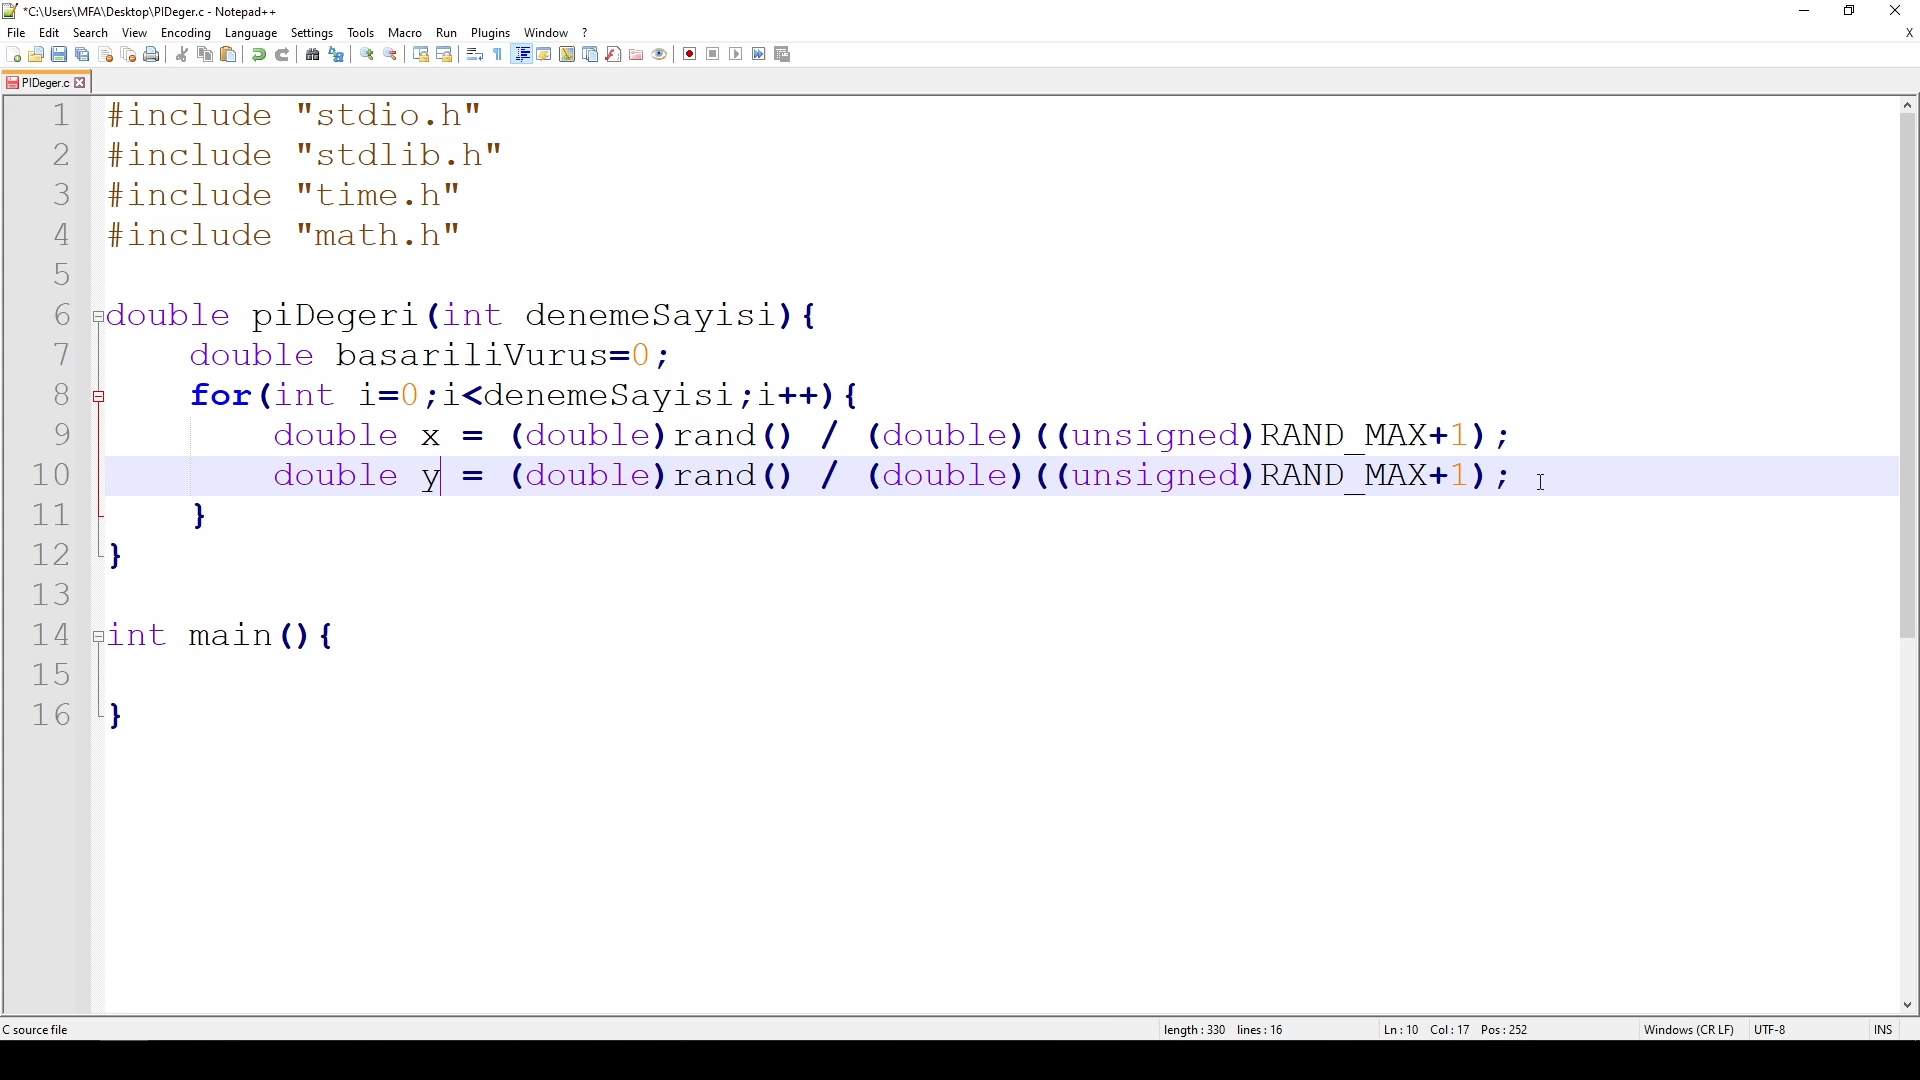 *C:\Users\MFA\Desktop\PIDeger.c - Notepad++
File Edit Search View Encoding Language Settings Tools Macro Run Plugins Window ? X
PIDeger.c
1 #include "stdio.h"
2 #include "stdlib.h"
3 #include "time.h"
4 #include "math.h"
5
6 double piDegeri(int denemeSayisi){
7 double basariliVurus=0;
8 for(int i=0;i<denemeSayisi;i++){
9 double x = (double)rand() / (double)((unsigned)RAND_MAX+1);
10 double y = (double)rand() / (double)((unsigned)RAND_MAX+1);
11 }
12 }
13
14 int main(){
15
16 }
C source file length : 330 lines : 16 Ln : 10 Col : 17 Pos : 252 Windows (CR LF) UTF-8 INS